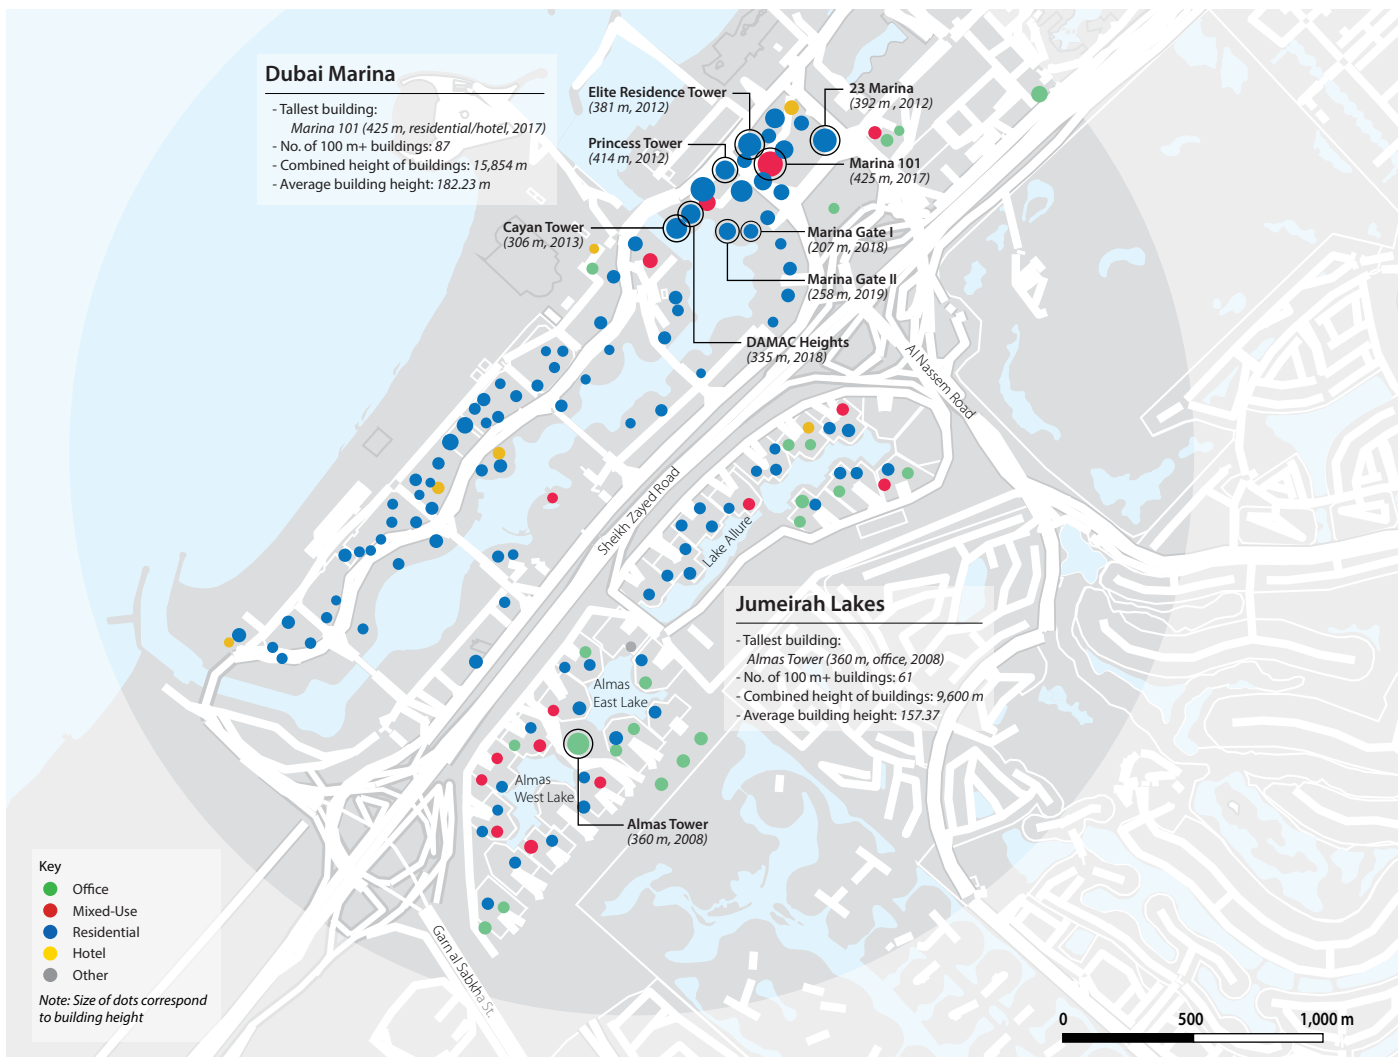 Dubai Marina
- Tallest building:
Marina 101 (425 m, residential/hotel, 2017)
- No. of 100 m+ buildings: 87
- Combined height of buildings: 15,854 m
- Average building height: 182.23 m
Elite Residence Tower
(381 m, 2012)
Princess Tower
(414 m, 2012)
23 Marina
(392 m, 2012)
Marina 101
(425 m, 2017)
Cayan Tower
(306 m, 2013)
Marina Gate I
(207 m, 2018)
Marina Gate II
(258 m, 2019)
DAMAC Heights
(335 m, 2018)
Al Nassem Road
Sheikh Zayed Road
Lake Allure
Jumeirah Lakes
- Tallest building:
Almas Tower (360 m, office, 2008)
- No. of 100 m+ buildings: 61
- Combined height of buildings: 9,600 m
- Average building height: 157.37
Almas
East Lake
Almas
West Lake
Almas Tower
(360 m, 2008)
Garn al Sabkha St.
Key
Office
Mixed-Use
Residential
Hotel
Other
Note: Size of dots correspond
to building height
0 500 1,000 m